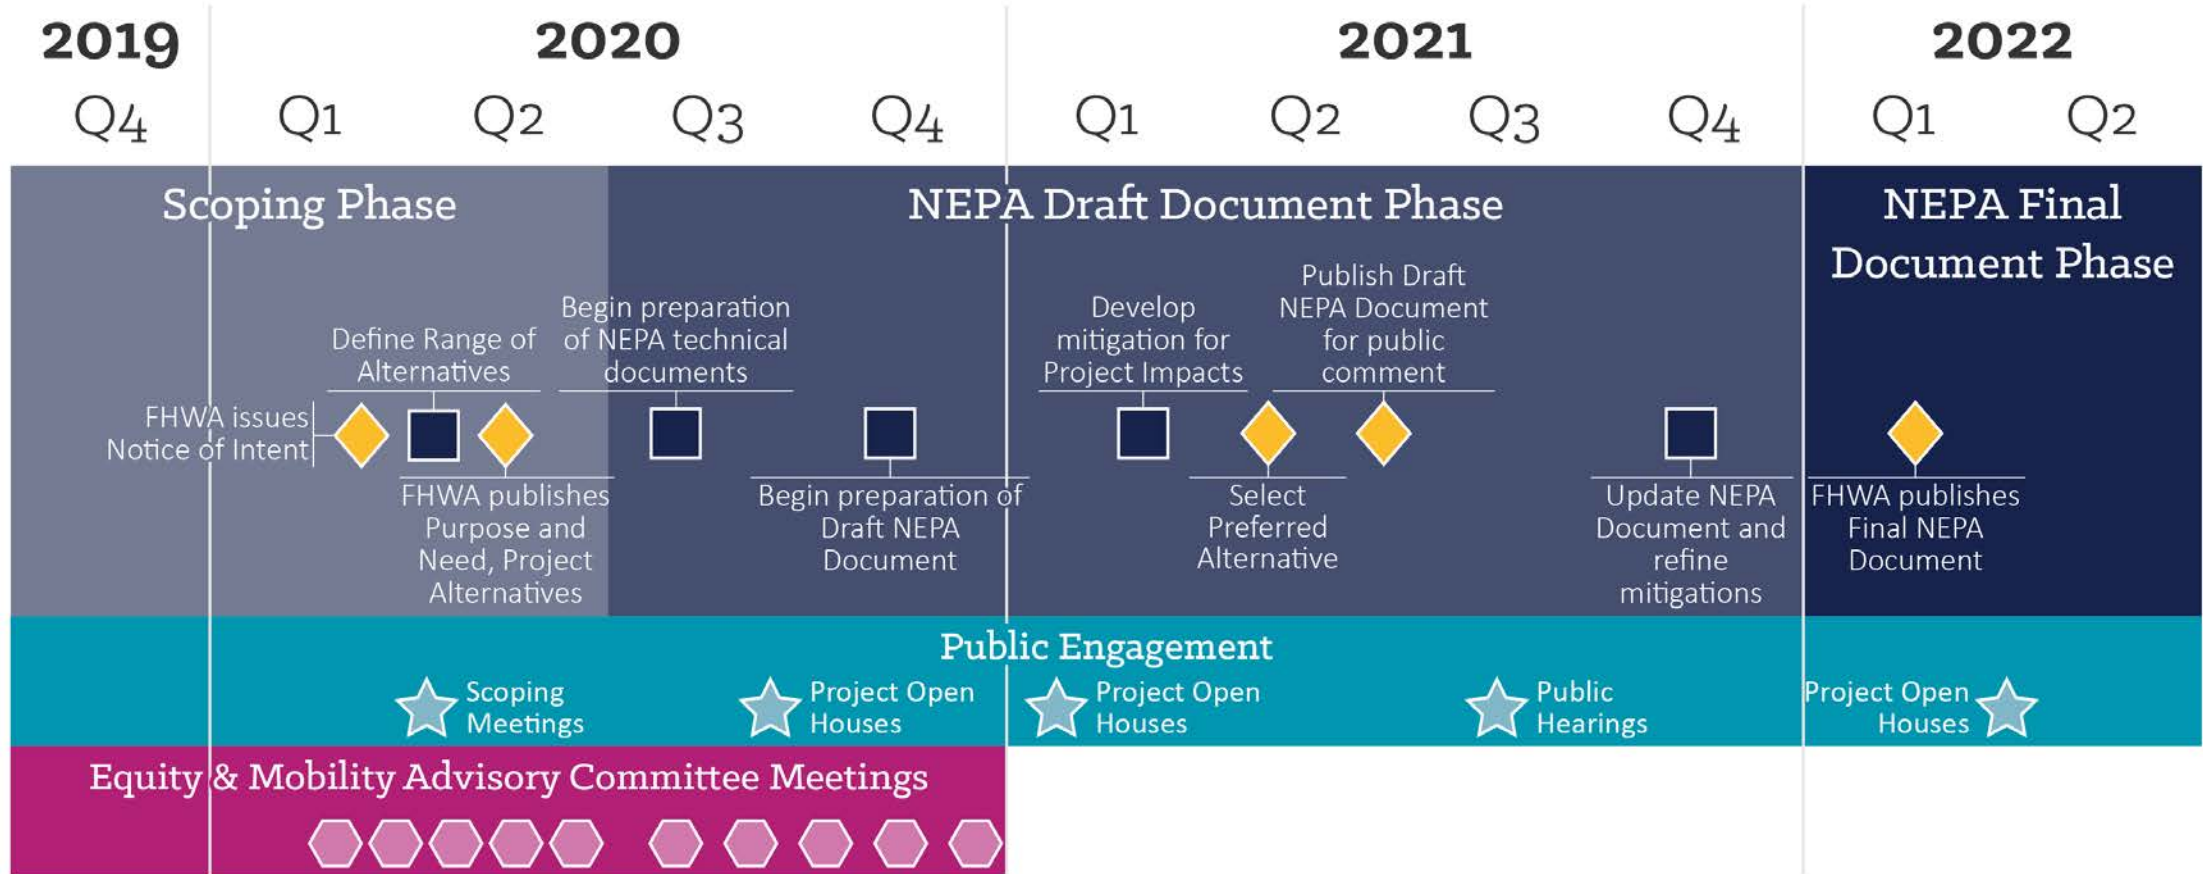 2019 2020 2021 2022
Q4 Q1 Q2 Q3 Q4 Q1 Q2 Q3 Q4 Q1 Q2
Scoping Phase
NEPA Draft Document Phase
NEPA Final
Document Phase
FHWA issues
Notice of Intent
Define Range of
Alternatives
FHWA publishes
Purpose and
Need, Project
Alternatives
Begin preparation
of NEPA technical
documents
Begin preparation of
Draft NEPA
Document
Develop
mitigation for
Project Impacts
Select
Preferred
Alternative
Publish Draft
NEPA Document
for public
comment
Update NEPA
Document and
refine
mitigations
FHWA publishes
Final NEPA
Document
Public Engagement
Scoping
Meetings
Project Open
Houses
Project Open
Houses
Public
Hearings
Project Open
Houses
Equity & Mobility Advisory Committee Meetings